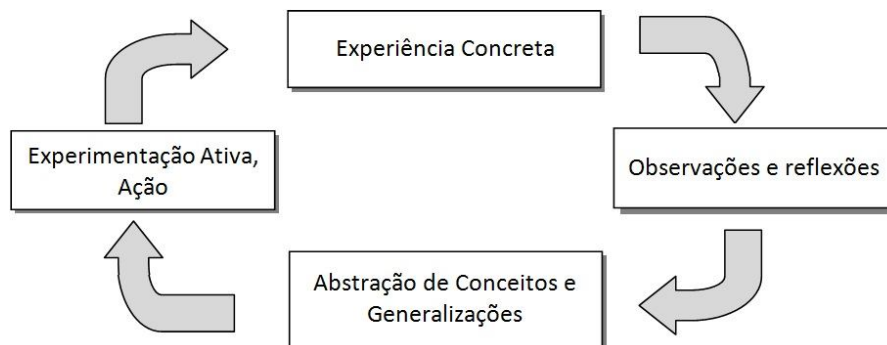 Experiência Concreta
Observações e reflexões
Abstração de Conceitos e
Generalizações
Experimentação Ativa,
Ação